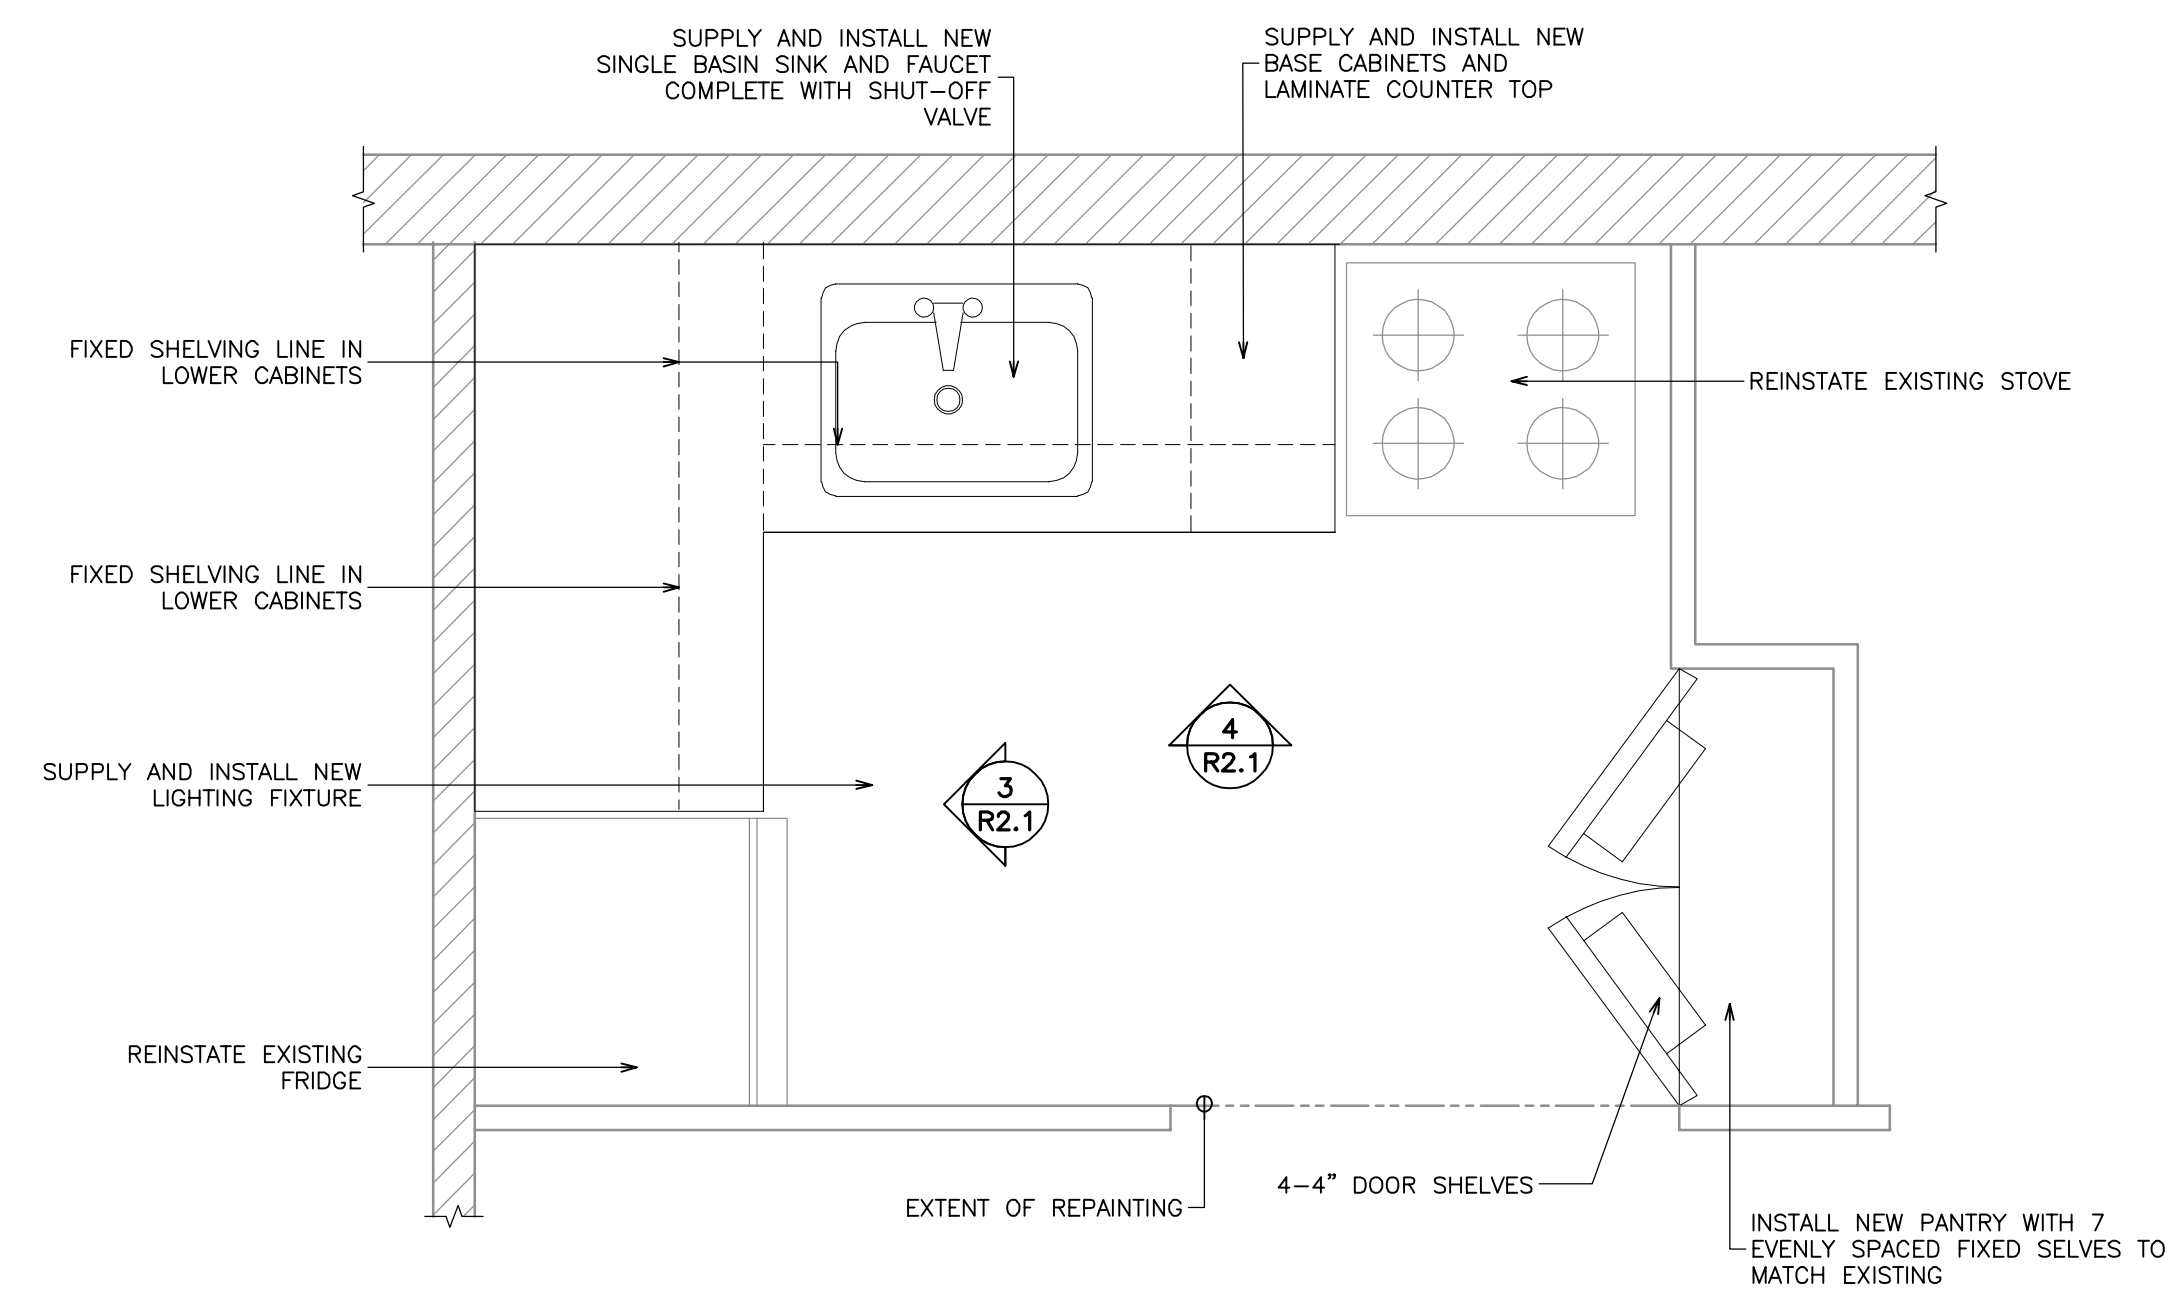 SUPPLY AND INSTALL NEW
SINGLE BASIN SINK AND FAUCET
COMPLETE WITH SHUT-OFF
VALVE
SUPPLY AND INSTALL NEW
BASE CABINETS AND
LAMINATE COUNTER TOP
FIXED SHELVING LINE IN
LOWER CABINETS
REINSTATE EXISTING STOVE
FIXED SHELVING LINE IN
LOWER CABINETS
SUPPLY AND INSTALL NEW
LIGHTING FIXTURE
3
R2.1
4
R2.1
REINSTATE EXISTING
FRIDGE
EXTENT OF REPAINTING
4-4” DOOR SHELVES
INSTALL NEW PANTRY WITH 7
EVENLY SPACED FIXED SELVES TO
MATCH EXISTING